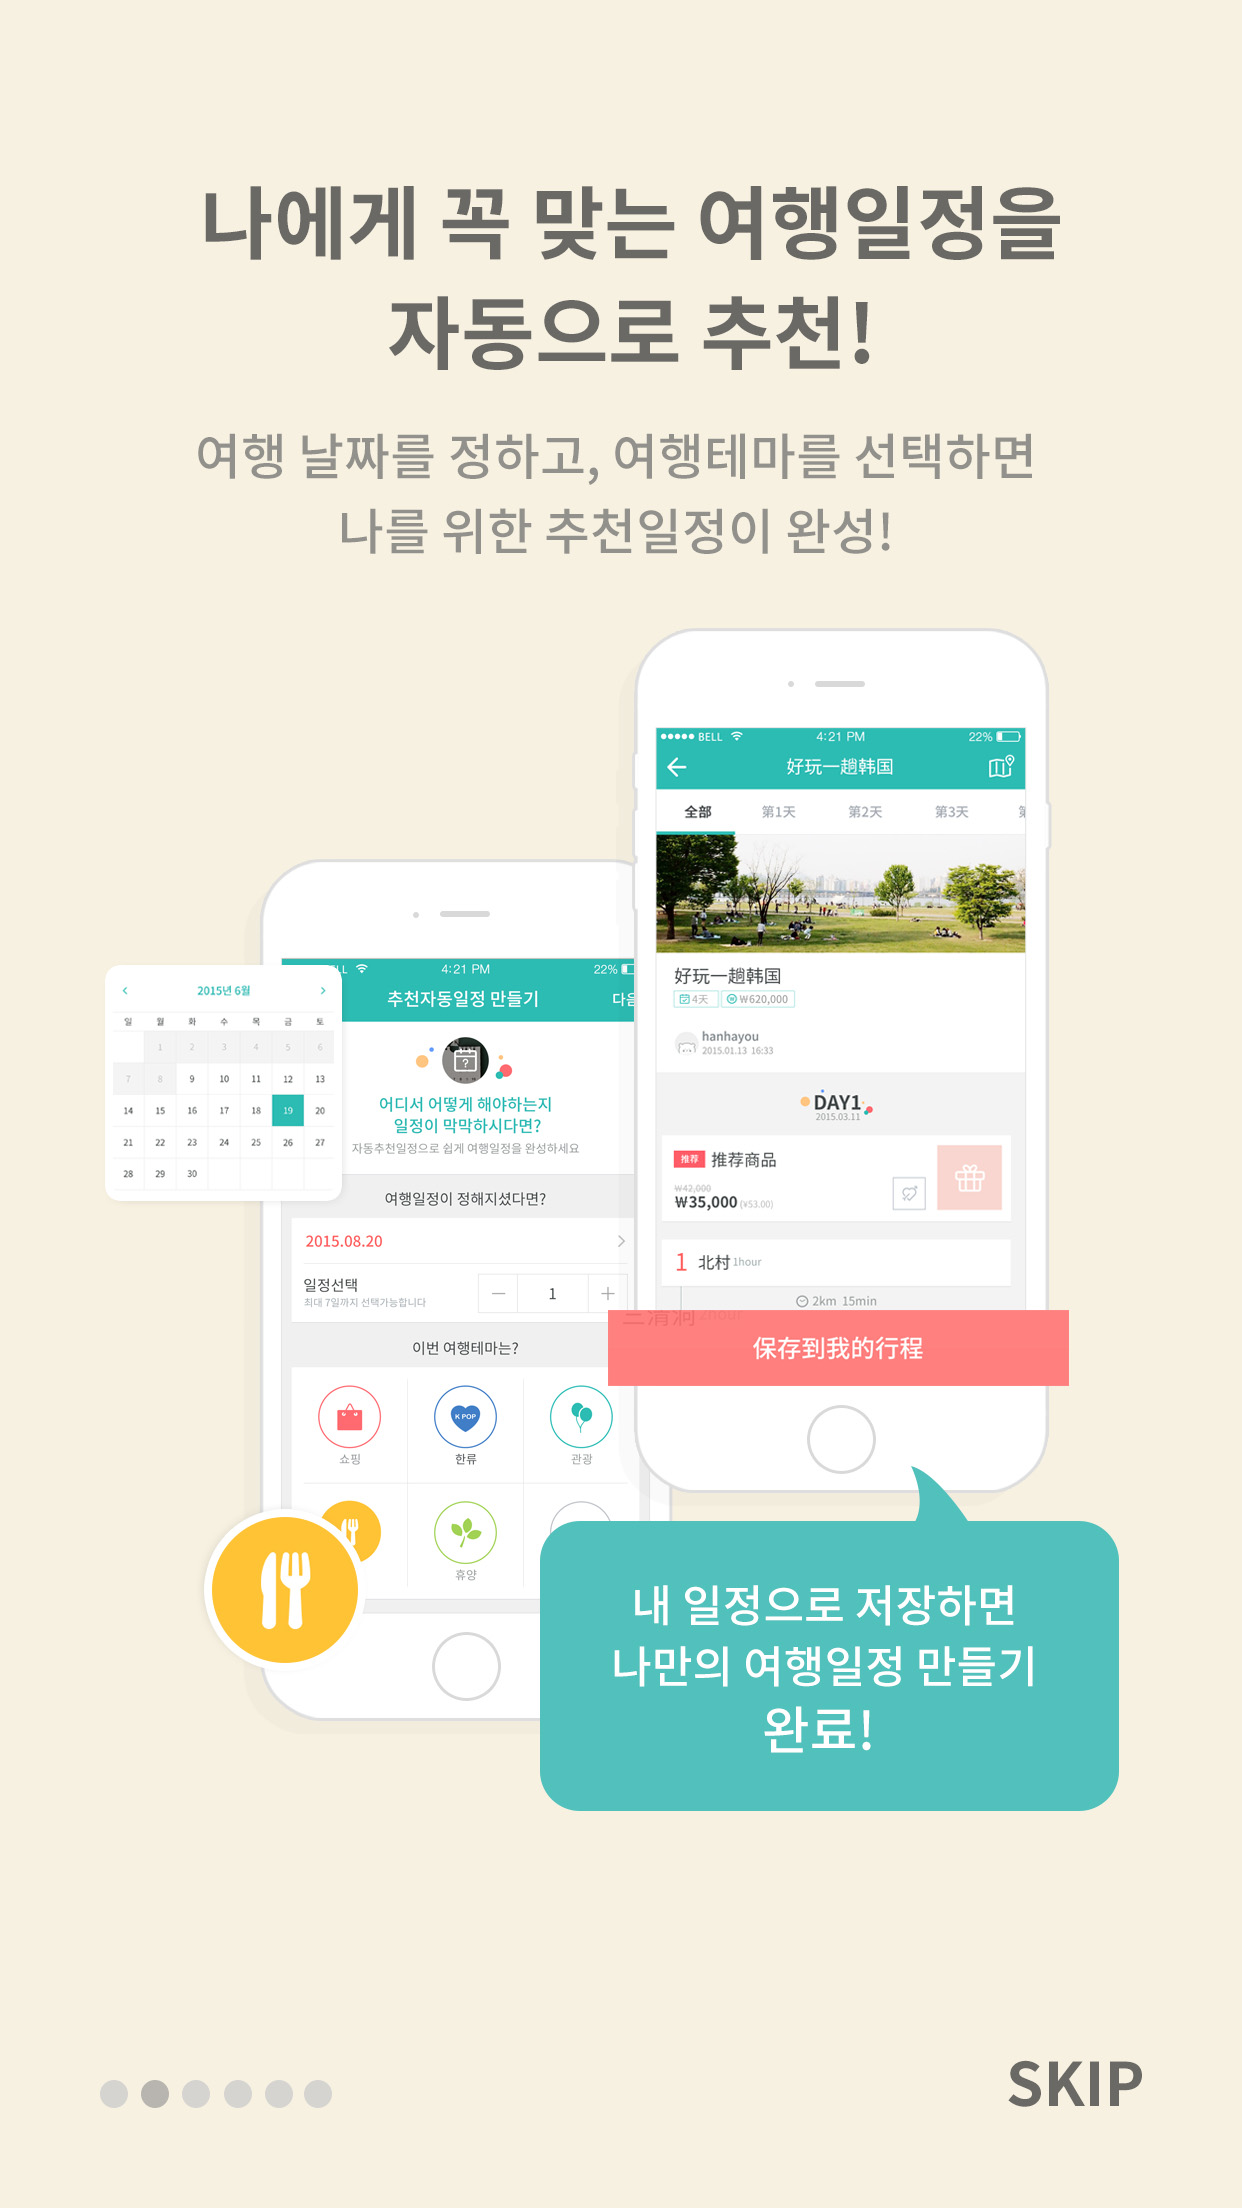 나에게 꼭 맞는 여행일정을
자동으로 추천!
여행 날짜를 정하고, 여행테마를 선택하면
나를 위한 추천일정이 완성!
BELL 4:21 PM 22%
好玩一趟韩国
全部 第1天 第2天 第3天
好玩一趟韩国
4天 ₩620,000
hanhayou
2015.01.13 16:33
DAY1
2015.03.11
推荐 推荐商品
₩42,000
₩35,000 (¥53.00)
1 北村 1hour
2km 15min
三清洞 2hour
保存到我的行程
LL 4:21 PM 22%
추천자동일정 만들기 다음
2015년 6월
일 월 화 수 목 금 토
1 2 3 4 5 6
7 8 9 10 11 12 13
14 15 16 17 18 19 20
21 22 23 24 25 26 27
28 29 30
?
어디서 어떻게 해야하는지
일정이 막막하시다면?
자동추천일정으로 쉽게 여행일정을 완성하세요
여행일정이 정해지셨다면?
2015.08.20
일정선택
최대 7일까지 선택가능합니다
1
이번 여행테마는?
K POP
쇼핑 한류 관광
휴양
내 일정으로 저장하면
나만의 여행일정 만들기
완료!
SKIP